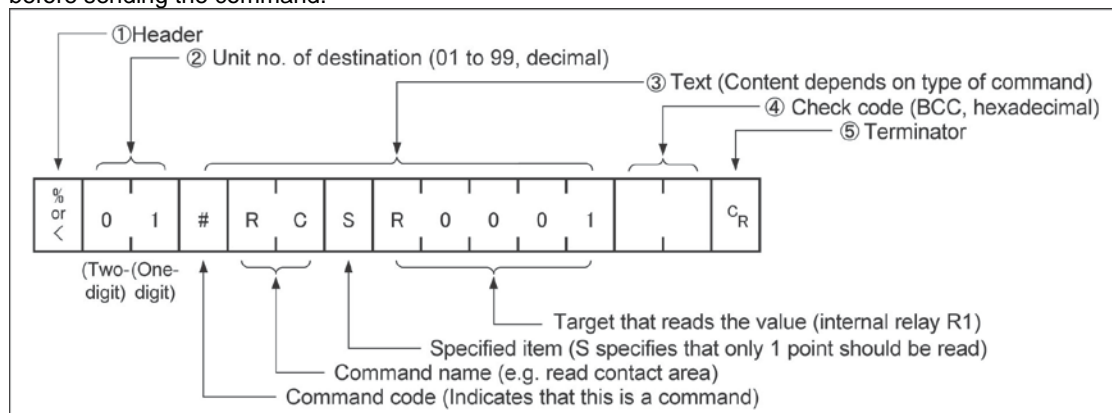 before sending the command.
①Header
② Unit no. of destination (01 to 99, decimal)
③ Text (Content depends on type of command)
④ Check code (BCC, hexadecimal)
⑤ Terminator
% or < 0 1 # R C S R 0 0 0 1 CR
(Two-digit) (One-digit)
Target that reads the value (internal relay R1)
Specified item (S specifies that only 1 point should be read)
Command name (e.g. read contact area)
Command code (Indicates that this is a command)